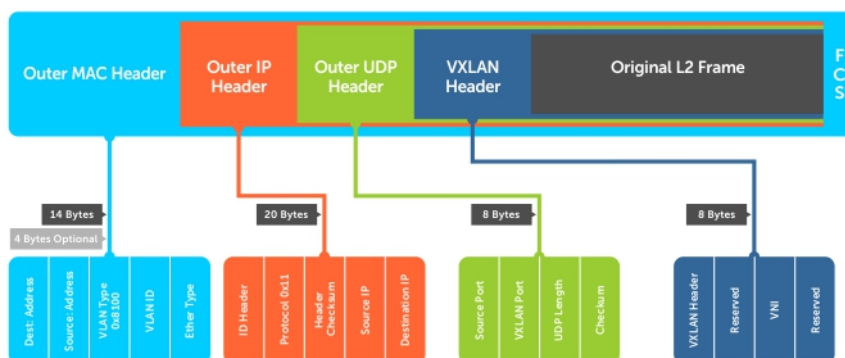 Outer MAC Header
Outer IP
Header
Outer UDP
Header
VXLAN
Header
Original L2 Frame
F
C
S
14 Bytes
4 Bytes Optional
20 Bytes
8 Bytes
8 Bytes
Dest: Address
Source: Address
VLAN Type
0x8100
VLAN ID
Ether Type
ID Header
Protocol 0x11
Header
Checksum
Source IP
Destination IP
Source Port
VXLAN Port
UDP Length
Checkum
VXLAN Header
Reserved
VNI
Reserved